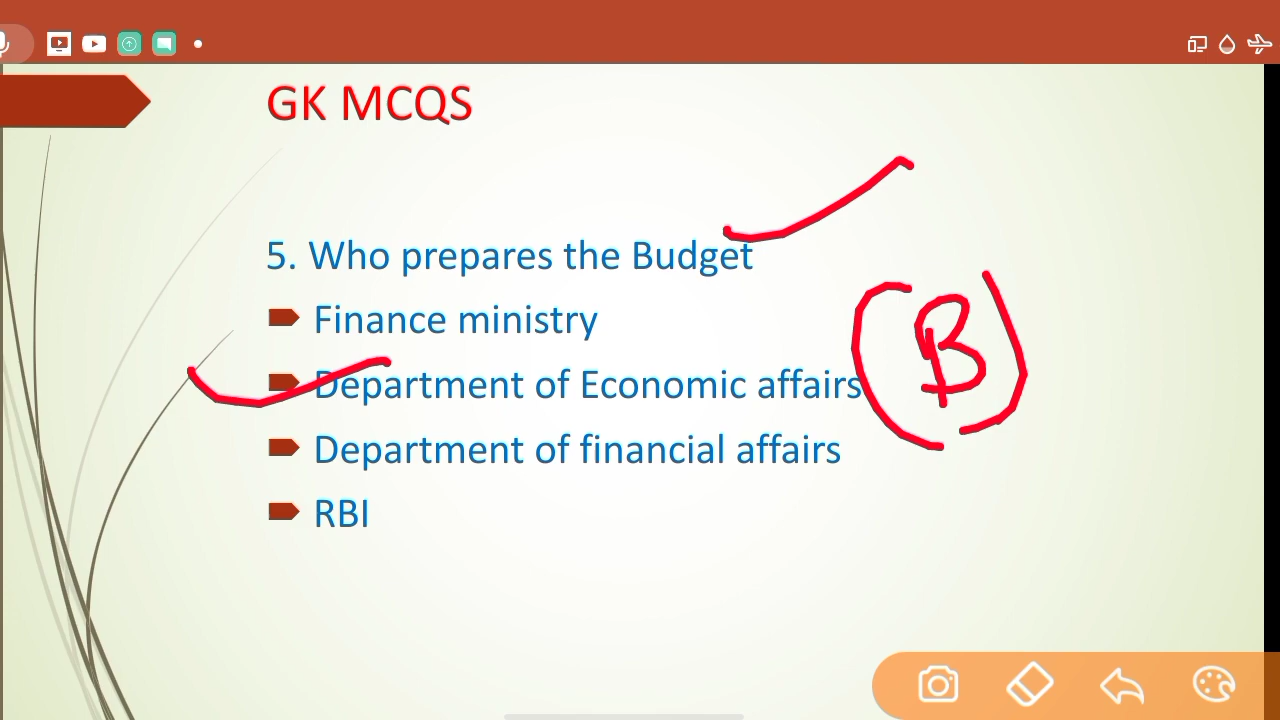 GK MCQS
5. Who prepares the Budget
Finance ministry
Department of Economic affairs
(B)
Department of financial affairs
RBI